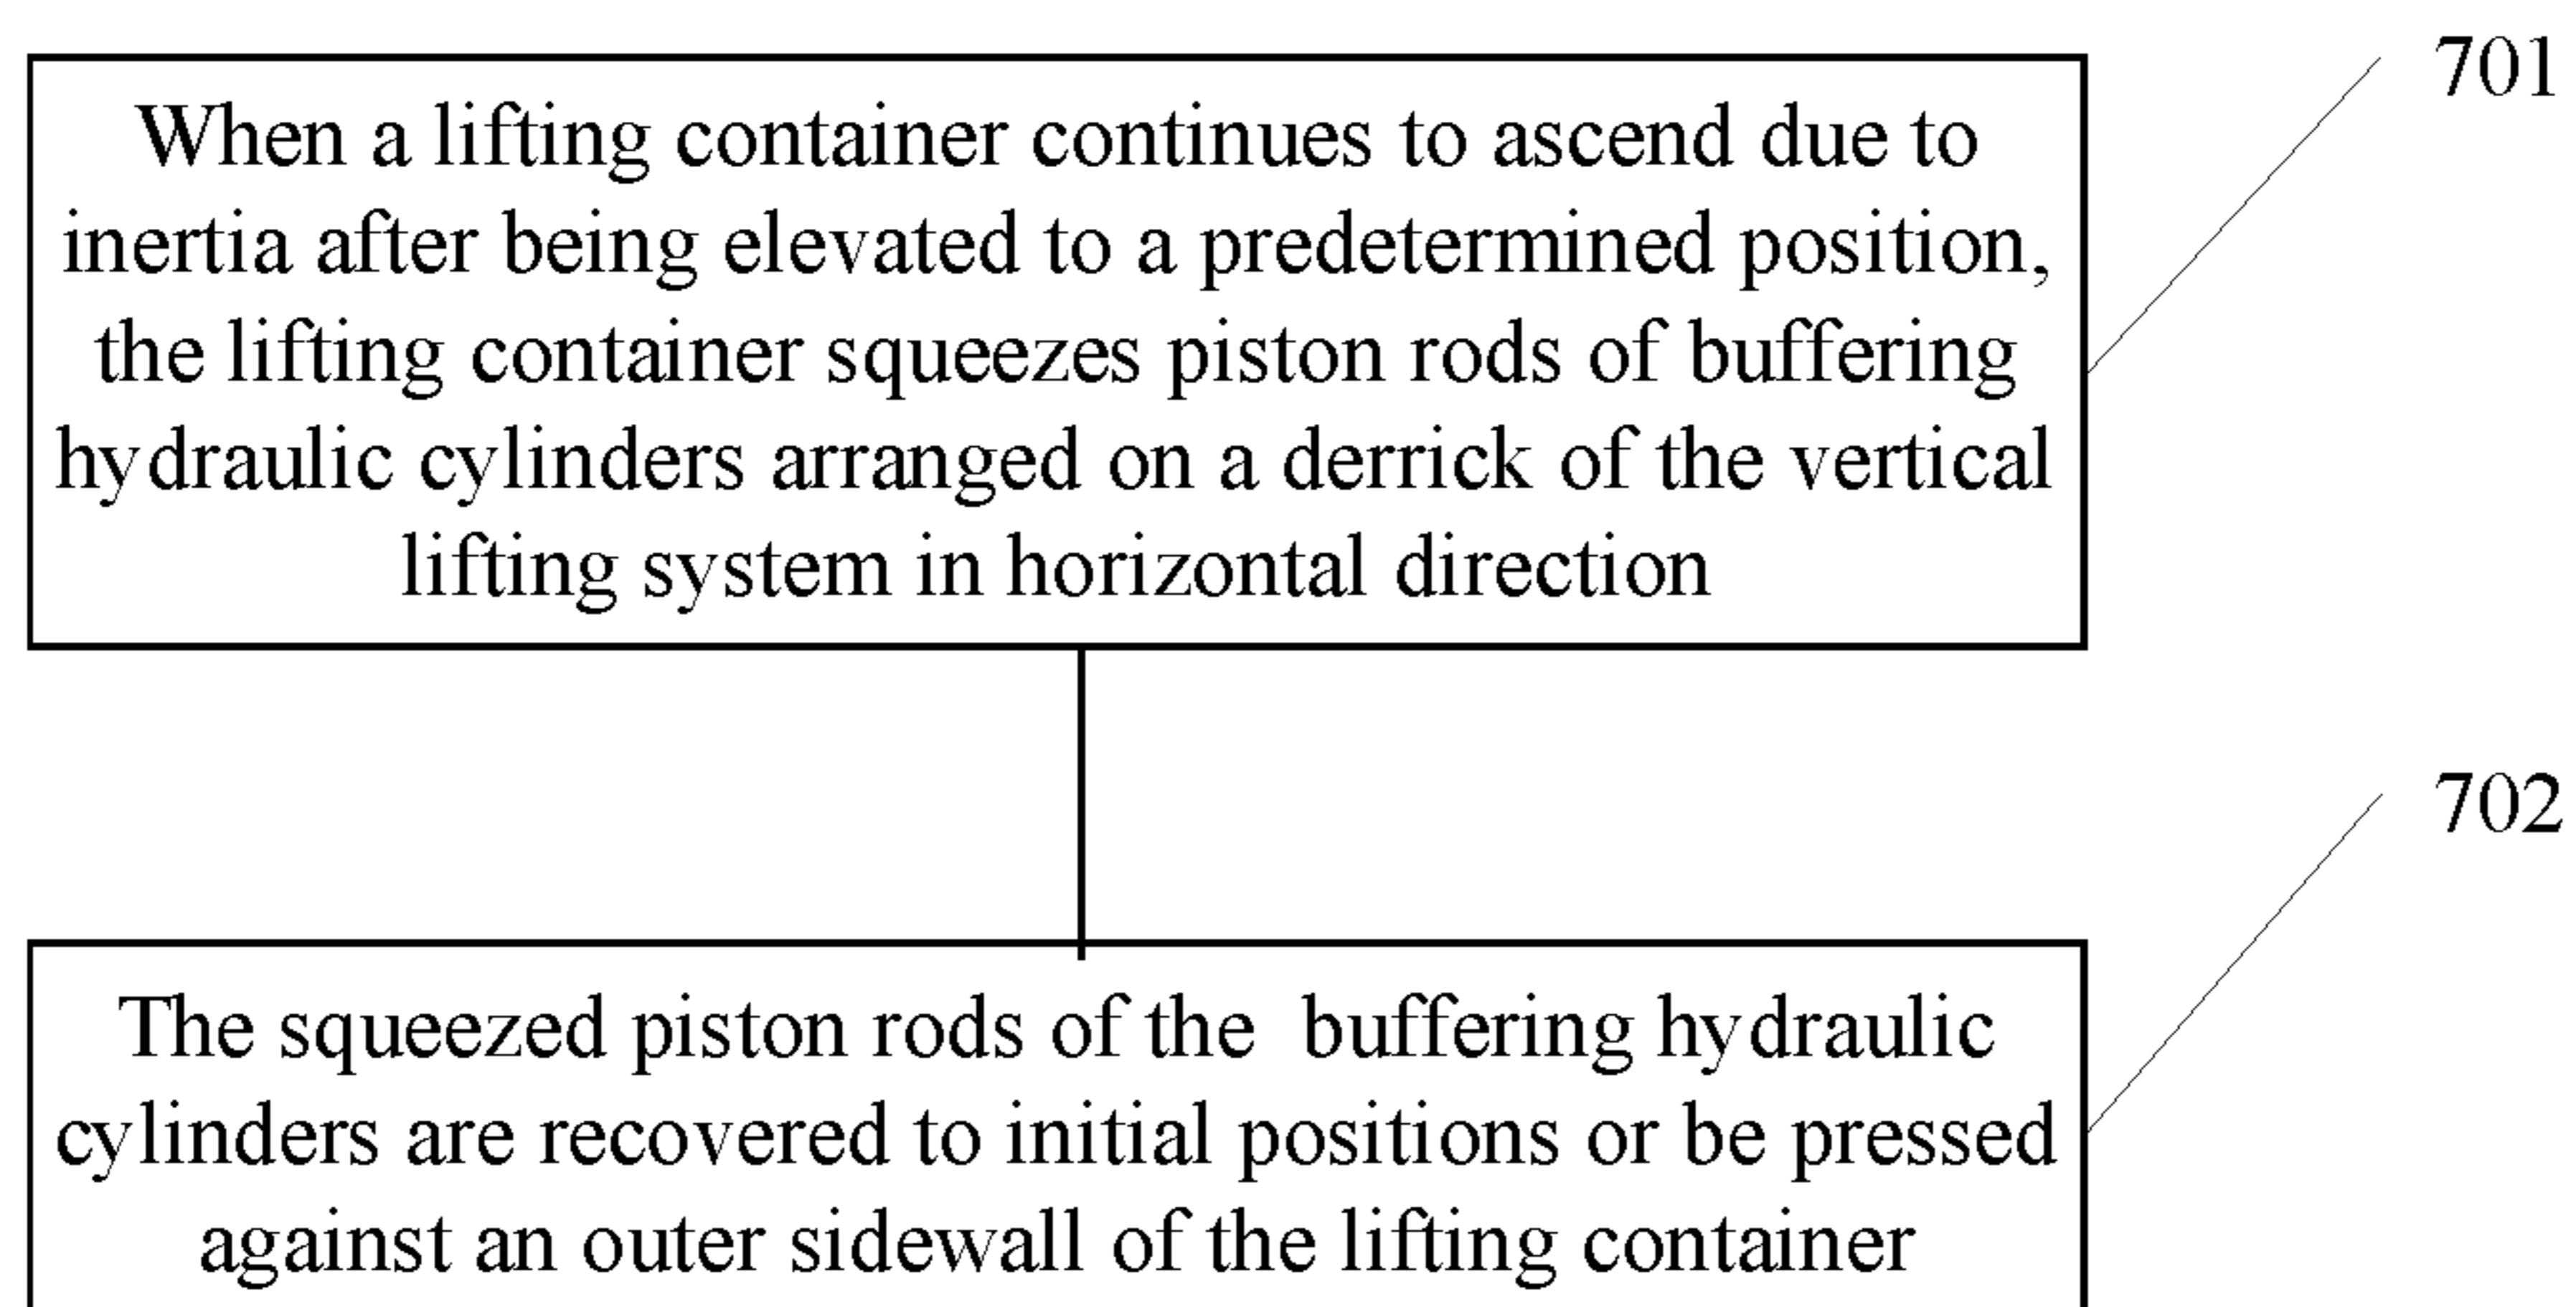 701
When a lifting container continues to ascend due to
inertia after being elevated to a predetermined position,
the lifting container squeezes piston rods of buffering
hydraulic cylinders arranged on a derrick of the vertical
lifting system in horizontal direction
702
The squeezed piston rods of the buffering hydraulic
cylinders are recovered to initial positions or be pressed
against an outer sidewall of the lifting container